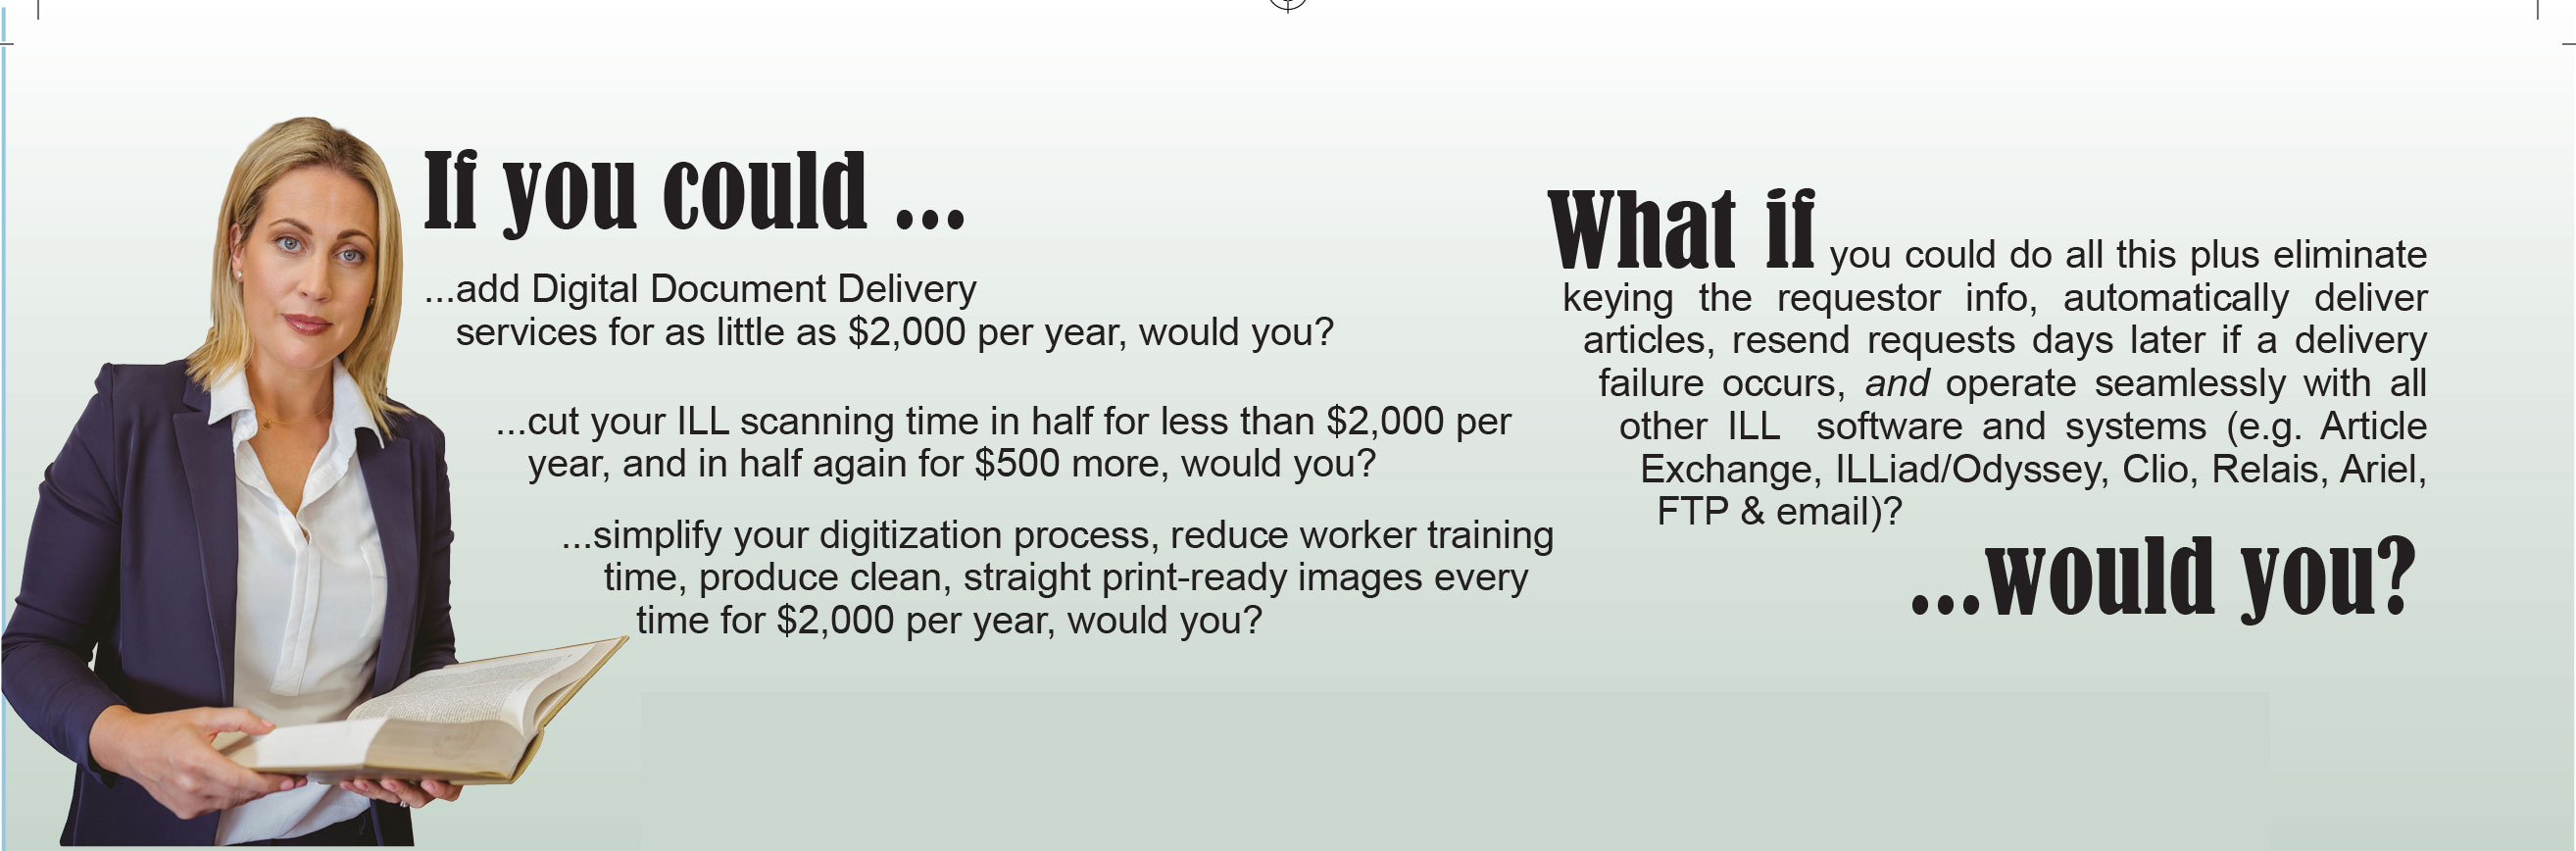 If you could ...
...add Digital Document Delivery
services for as little as $2,000 per year, would you?
...cut your ILL scanning time in half for less than $2,000 per
year, and in half again for $500 more, would you?
...simplify your digitization process, reduce worker training
time, produce clean, straight print-ready images every
time for $2,000 per year, would you?
What if you could do all this plus eliminate
keying the requestor info, automatically deliver
articles, resend requests days later if a delivery
failure occurs, and operate seamlessly with all
other ILL software and systems (e.g. Article
Exchange, ILLiad/Odyssey, Clio, Relais, Ariel,
FTP & email)?
...would you?